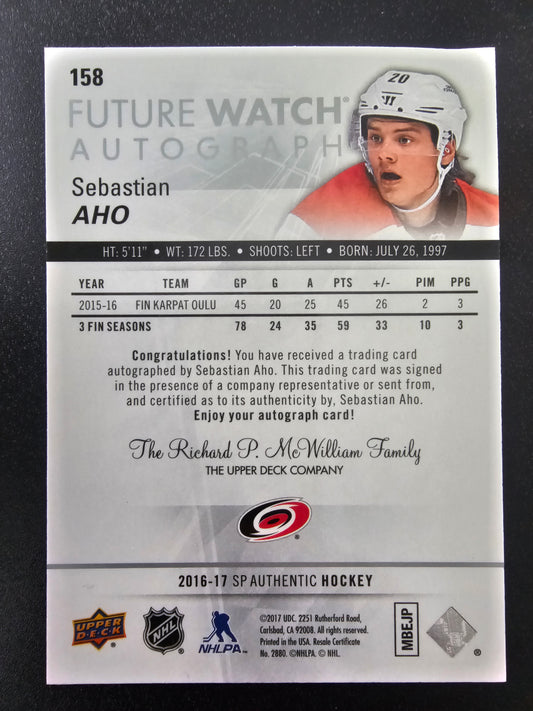 158
20
FUTURE WATCH®
AUTOGRAPH
Sebastian
AHO
HT: 5'11" • WT: 172 LBS. • SHOOTS: LEFT • BORN: JULY 26, 1997
YEAR TEAM GP G A PTS +/- PIM PPG
2015-16 FIN KARPAT OULU 45 20 25 45 26 2 3
3 FIN SEASONS 78 24 35 59 33 10 3
Congratulations! You have received a trading card
autographed by Sebastian Aho. This trading card was signed
in the presence of a company representative or sent from,
and certified as to its authenticity by, Sebastian Aho.
Enjoy your autograph card!
The Richard P. McWilliam Family
THE UPPER DECK COMPANY
®
2016-17 SP AUTHENTIC HOCKEY
UPPER DECK
NHL
NHLPA™
©2017 UDC. 2251 Rutherford Road,
Carlsbad, CA 92008. All rights reserved.
Printed in the USA. Resale Certificate
No. 2880. ©NHLPA. © NHL.
MBEJP
®